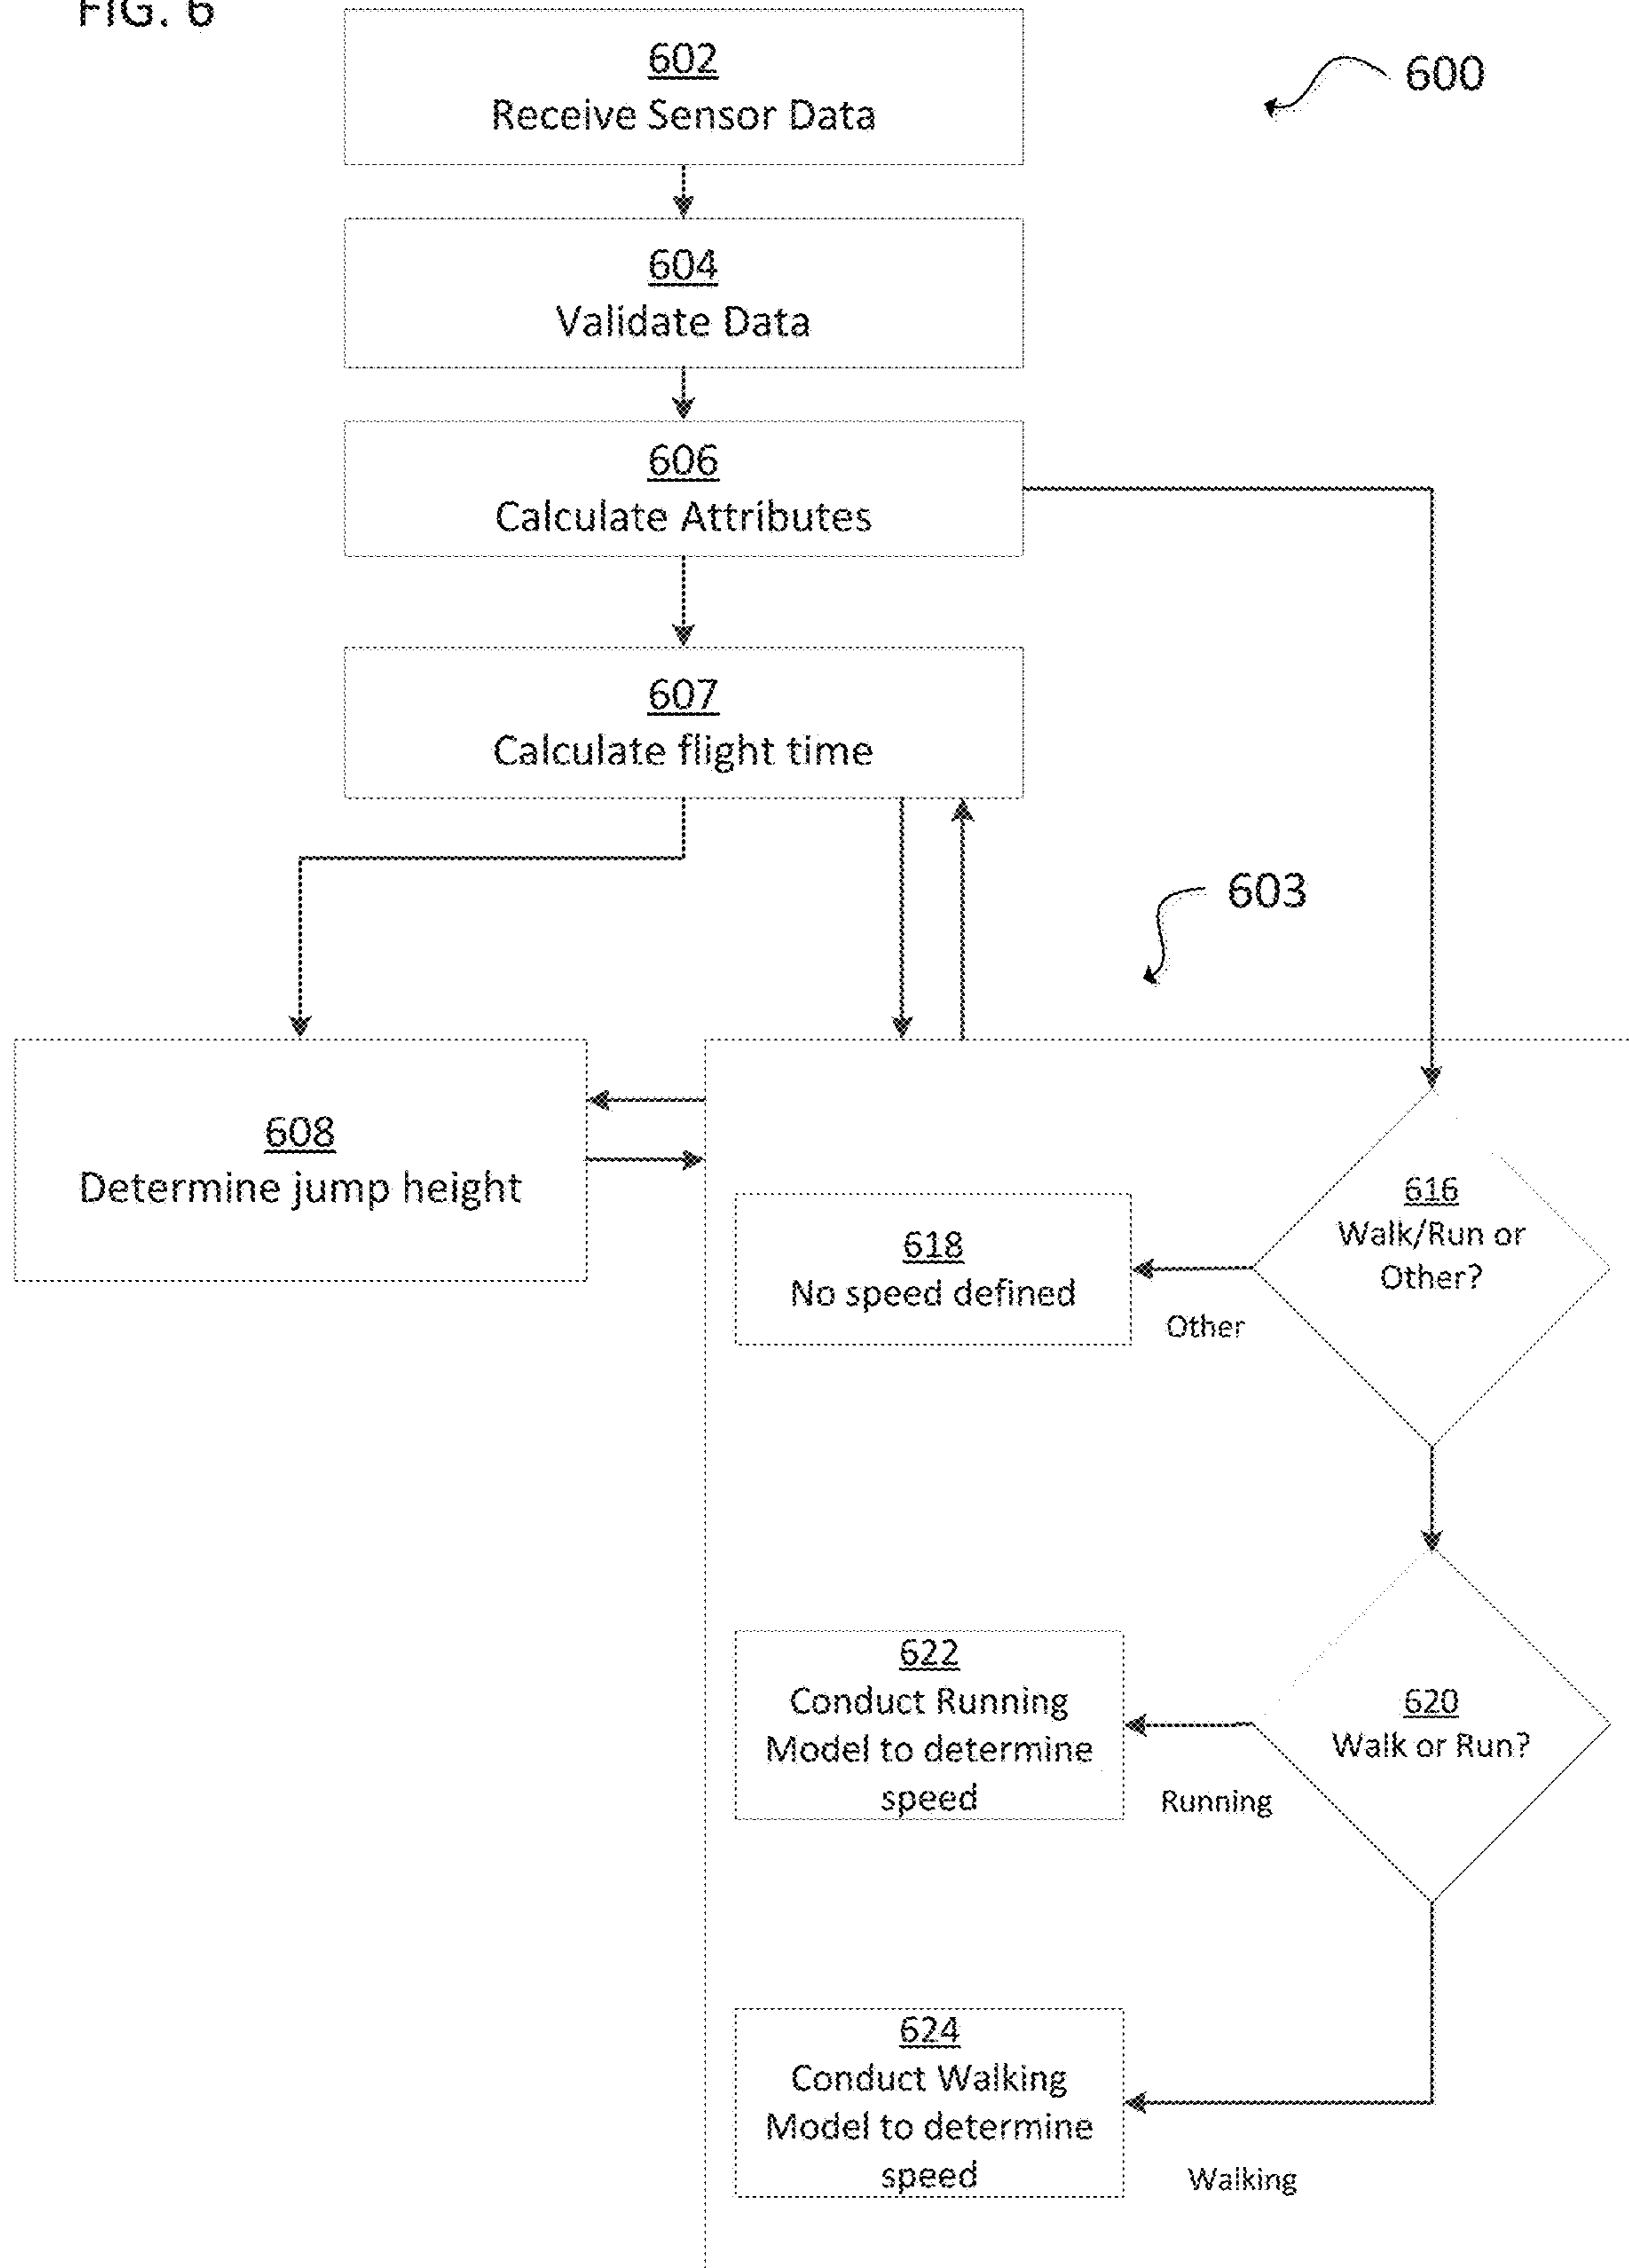 FIG. 6
602
Receive Sensor Data
600
604
Validate Data
606
Calculate Attributes
607
Calculate flight time
603
608
Determine jump height
616
Walk/Run or
Other?
618
No speed defined
Other
620
Walk or Run?
622
Conduct Running
Model to determine
speed
Running
624
Conduct Walking
Model to determine
speed
Walking